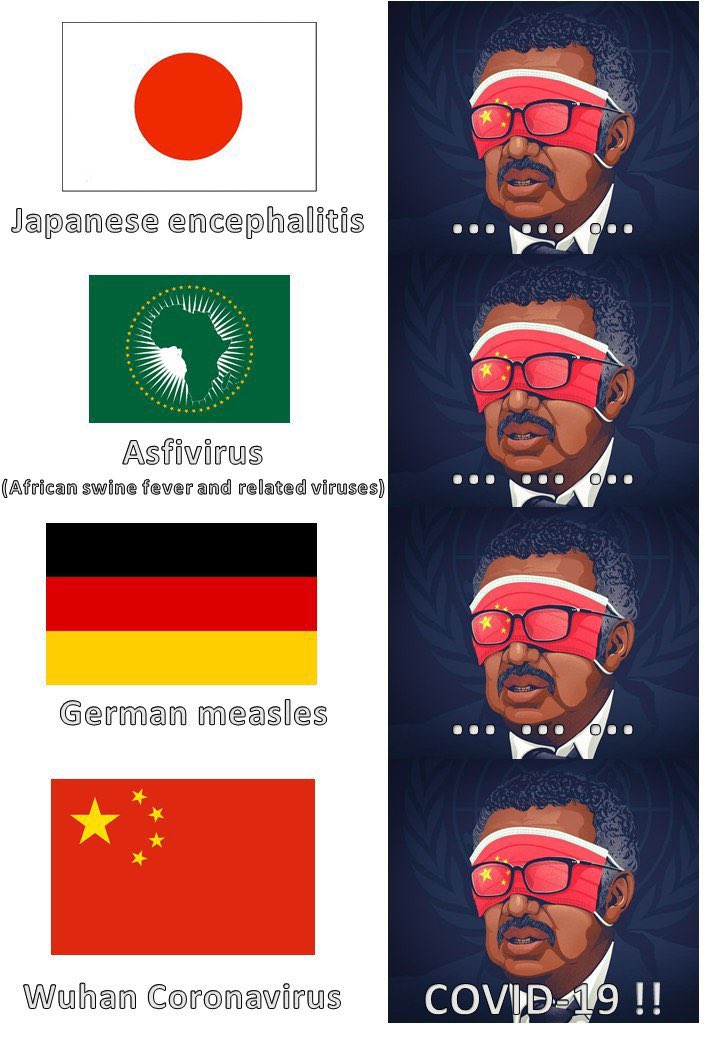 Japanese encephalitis
... ... ...
Asfivirus
(African swine fever and related viruses)
... ... ...
German measles
... ... ...
Wuhan Coronavirus
COVID-19 !!